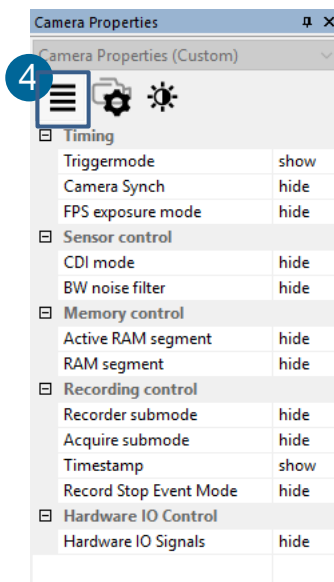 Camera Properties
Camera Properties (Custom)
4
Timing
Triggermode show
Camera Synch hide
FPS exposure mode hide
Sensor control
CDI mode hide
BW noise filter hide
Memory control
Active RAM segment hide
RAM segment hide
Recording control
Recorder submode hide
Acquire submode hide
Timestamp show
Record Stop Event Mode hide
Hardware IO Control
Hardware IO Signals hide